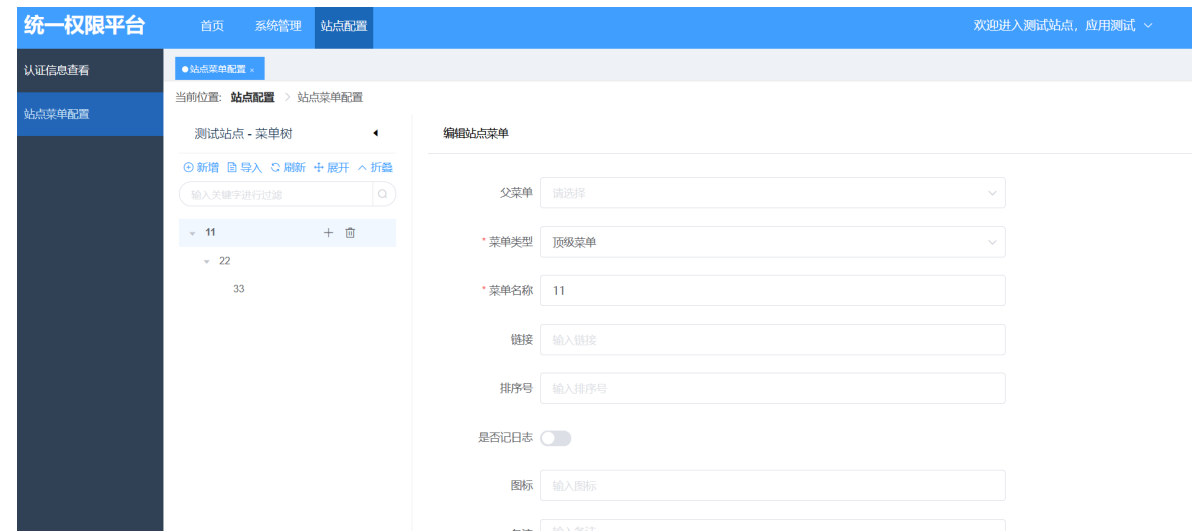 统一权限平台 首页 系统管理 站点配置 欢迎进入测试站点，应用测试
认证信息查看
站点菜单配置
站点菜单配置 ×
当前位置: 站点配置 > 站点菜单配置
测试站点 - 菜单树
新增 导入 刷新 展开 折叠
输入关键字进行过滤
11
22
33
编辑站点菜单
父菜单 请选择
* 菜单类型 顶级菜单
* 菜单名称 11
链接 输入链接
排序号 输入排序号
是否记日志
图标 输入图标